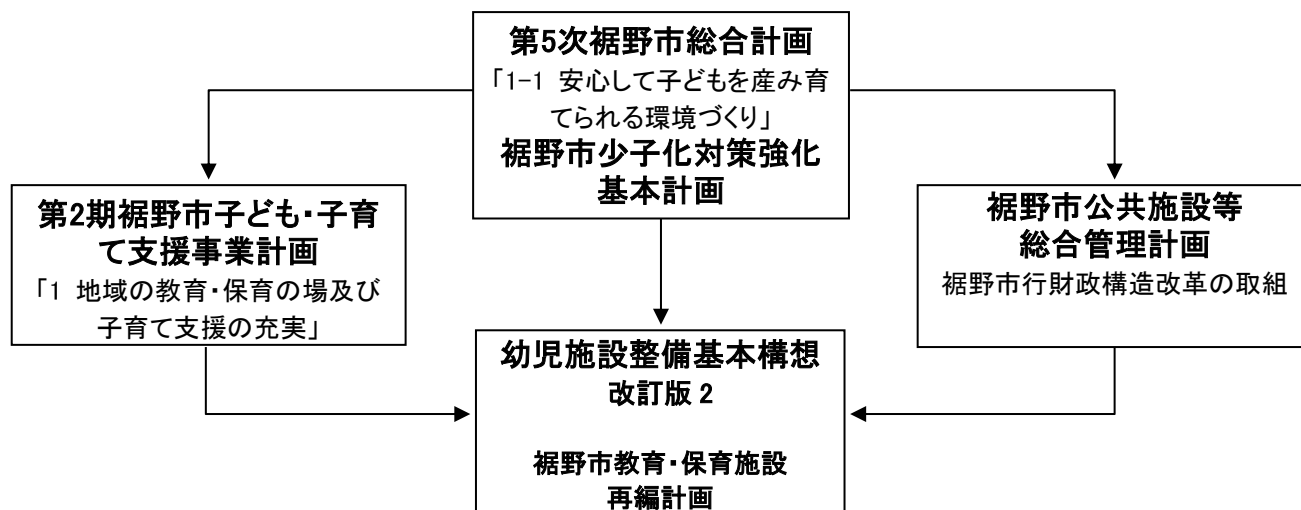 第5次裾野市総合計画
「1-1 安心して子どもを産み育
てられる環境づくり」
裾野市少子化対策強化
基本計画
第2期裾野市子ども・子育
て支援事業計画
「1 地域の教育・保育の場及び
子育て支援の充実」
裾野市公共施設等
総合管理計画
裾野市行財政構造改革の取組
幼児施設整備基本構想
改訂版 2
裾野市教育・保育施設
再編計画